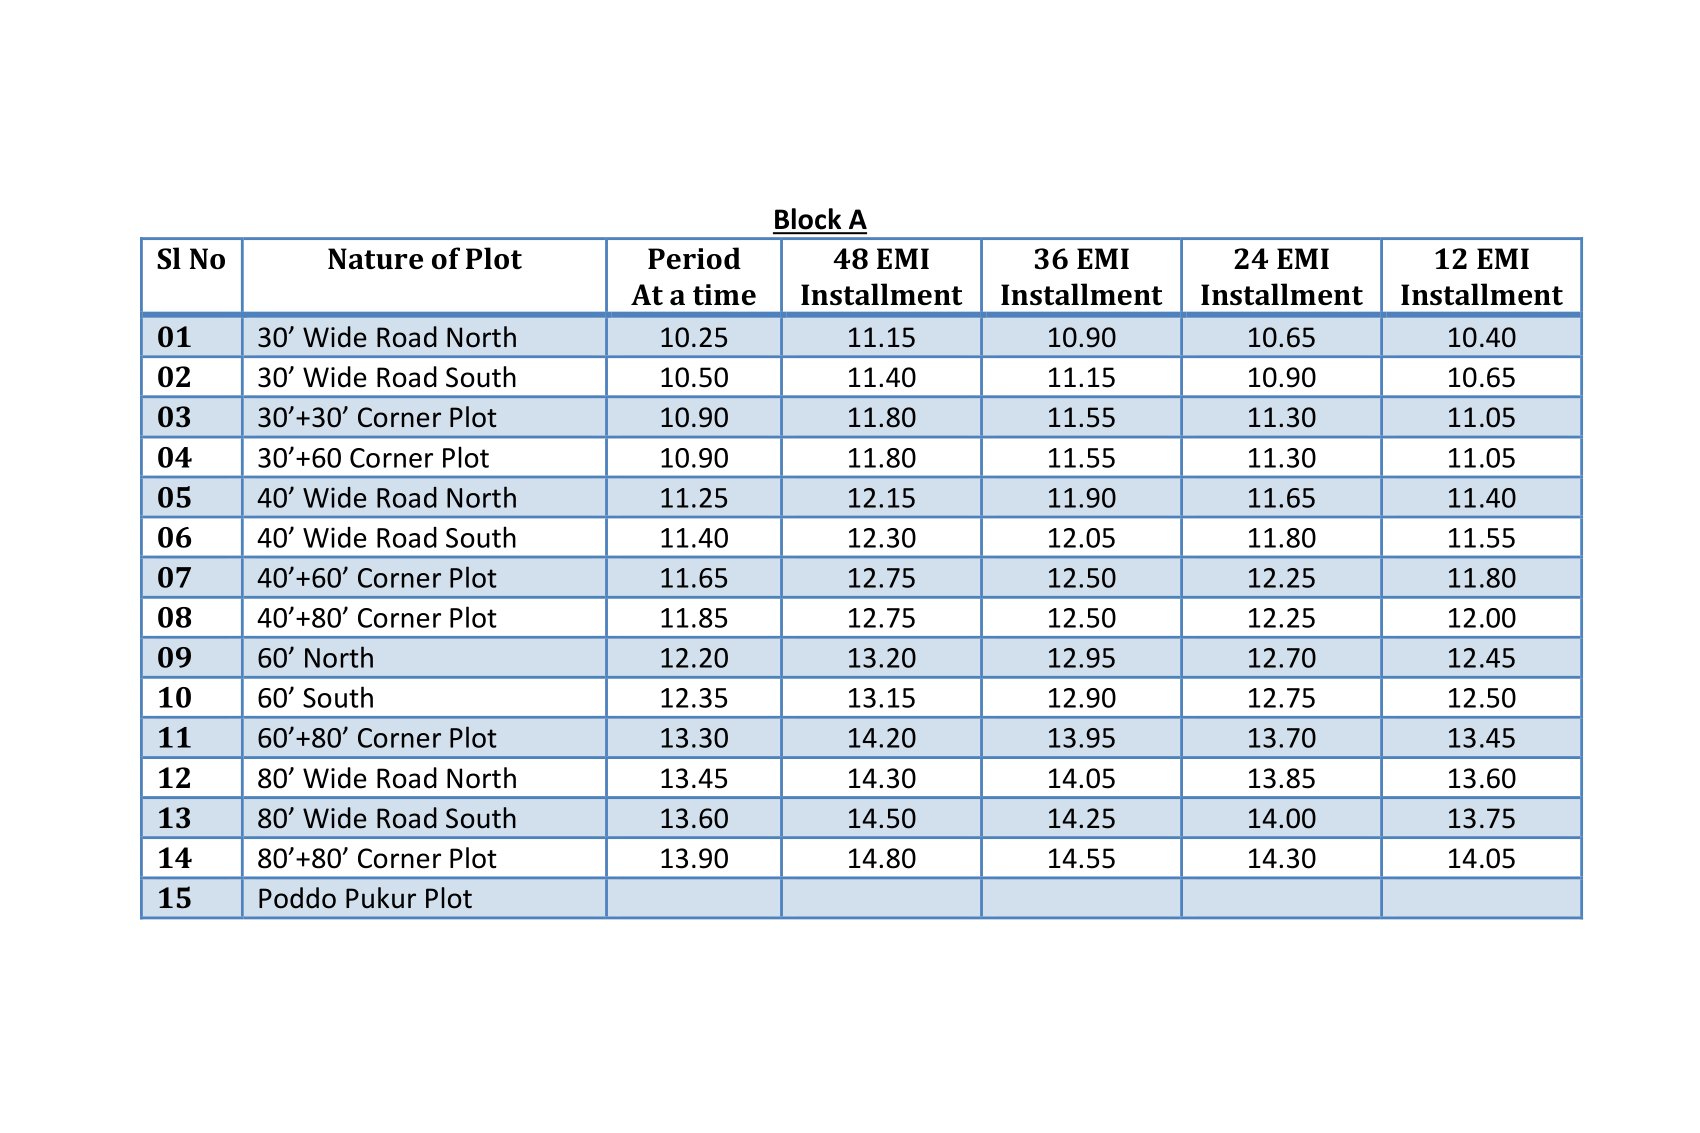 Block A
Sl No Nature of Plot Period At a time 48 EMI Installment 36 EMI Installment 24 EMI Installment 12 EMI Installment
01 30’ Wide Road North 10.25 11.15 10.90 10.65 10.40
02 30’ Wide Road South 10.50 11.40 11.15 10.90 10.65
03 30’+30’ Corner Plot 10.90 11.80 11.55 11.30 11.05
04 30’+60 Corner Plot 10.90 11.80 11.55 11.30 11.05
05 40’ Wide Road North 11.25 12.15 11.90 11.65 11.40
06 40’ Wide Road South 11.40 12.30 12.05 11.80 11.55
07 40’+60’ Corner Plot 11.65 12.75 12.50 12.25 11.80
08 40’+80’ Corner Plot 11.85 12.75 12.50 12.25 12.00
09 60’ North 12.20 13.20 12.95 12.70 12.45
10 60’ South 12.35 13.15 12.90 12.75 12.50
11 60’+80’ Corner Plot 13.30 14.20 13.95 13.70 13.45
12 80’ Wide Road North 13.45 14.30 14.05 13.85 13.60
13 80’ Wide Road South 13.60 14.50 14.25 14.00 13.75
14 80’+80’ Corner Plot 13.90 14.80 14.55 14.30 14.05
15 Poddo Pukur Plot